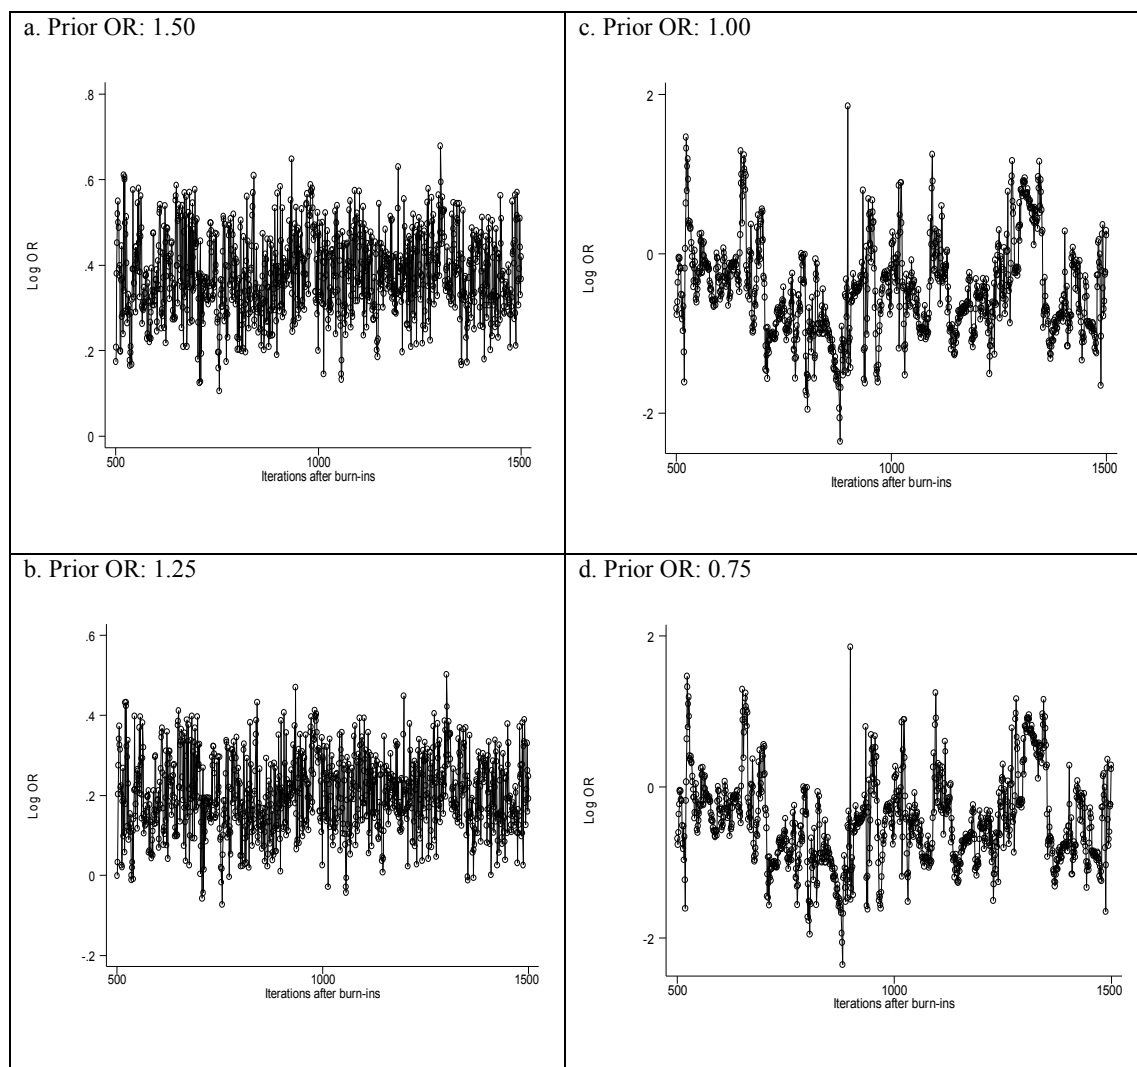 a. Prior OR: 1.50
.8
.6
.4
.2
0
Log OR
500
1000
1500
Iterations after burn-ins
c. Prior OR: 1.00
2
0
-2
Log OR
500
1000
1500
Iterations after burn-ins
b. Prior OR: 1.25
.6
.4
.2
0
-.2
Log OR
500
1000
1500
Iterations after burn-ins
d. Prior OR: 0.75
2
0
-2
Log OR
500
1000
1500
Iterations after burn-ins